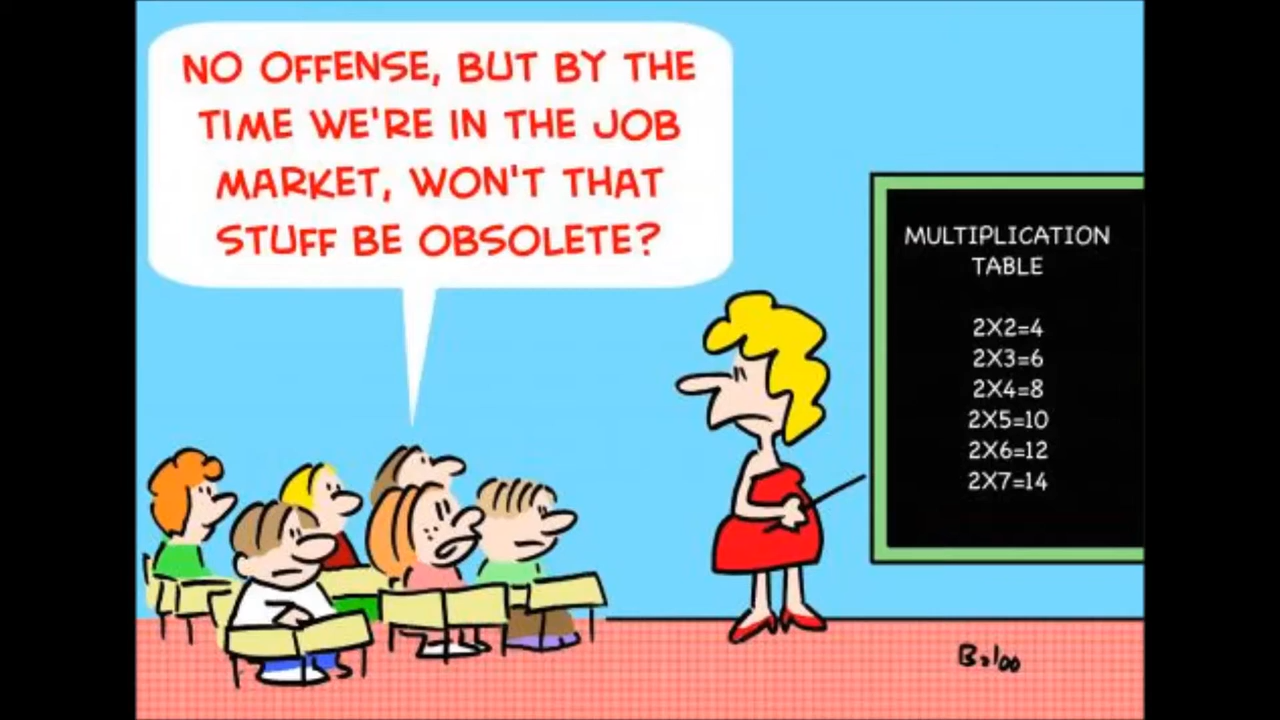 NO OFFENSE, BUT BY THE
TIME WE'RE IN THE JOB
MARKET, WON'T THAT
STUFF BE OBSOLETE?
MULTIPLICATION
TABLE
2X2=4
2X3=6
2X4=8
2X5=10
2X6=12
2X7=14
Baloo